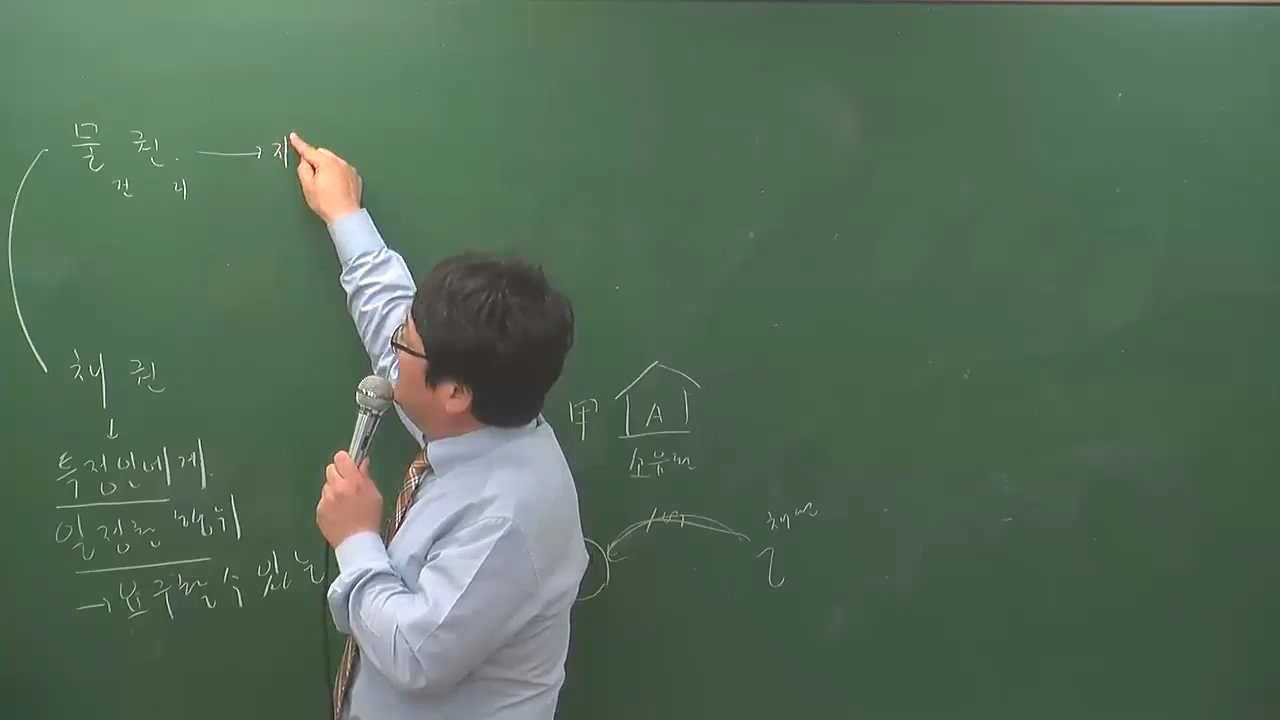 물권. → 지
건 리
채권
↓
특정인에게.
일정한 행위
→ 요구할 수 있는
甲 A
소유권
채권
乙